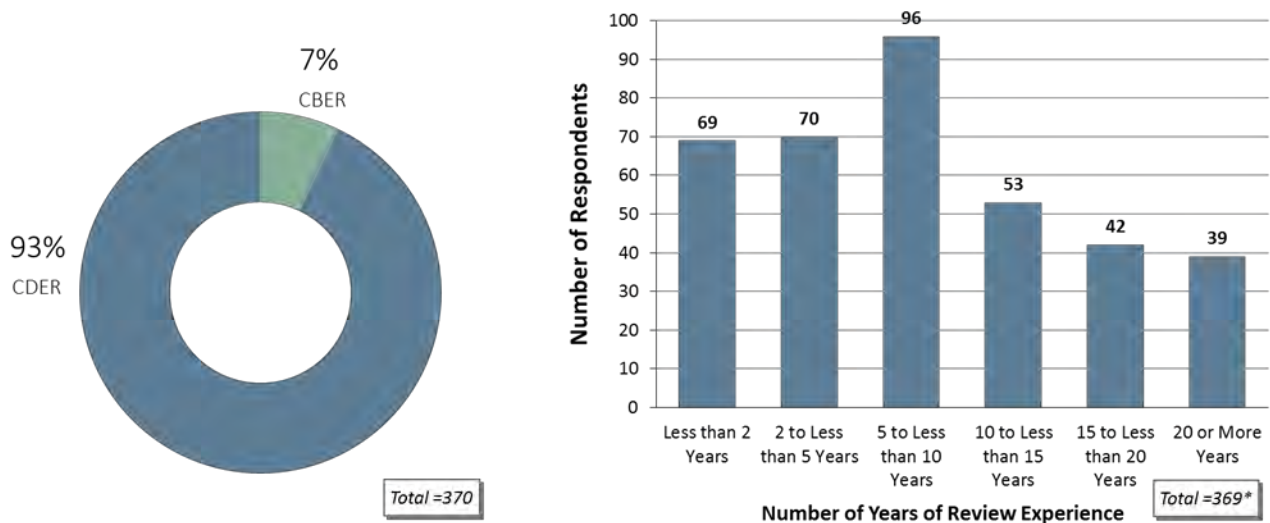 7%
CBER
93%
CDER
Total =370
Number of Respondents
100
90
80
70
60
50
40
30
20
10
0
69
70
96
53
42
39
Less than 2
Years
2 to Less
than 5 Years
5 to Less
than 10
Years
10 to Less
than 15
Years
15 to Less
than 20
Years
20 or More
Years
Number of Years of Review Experience
Total =369*